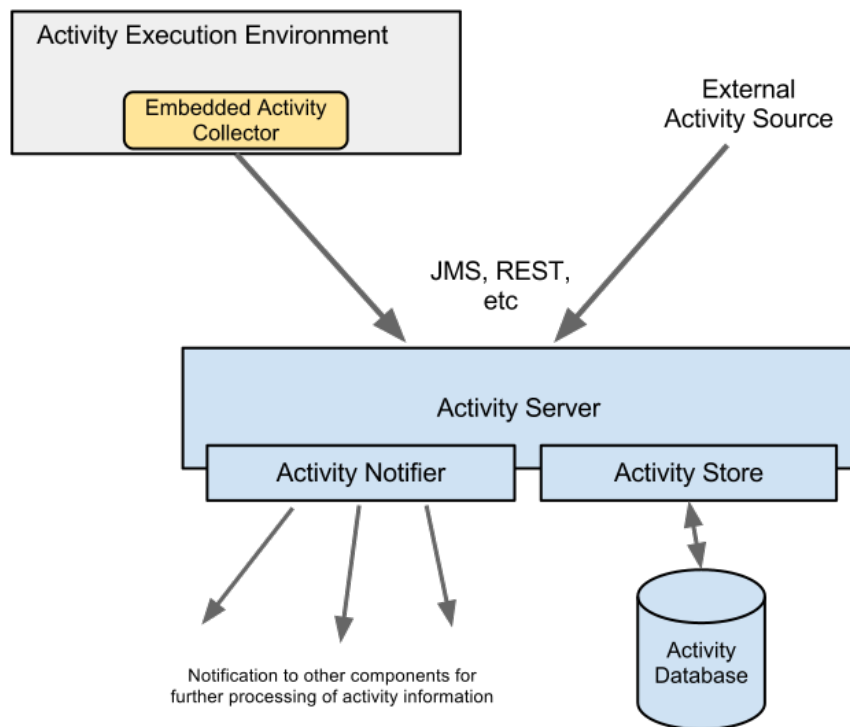 Activity Execution Environment
Embedded Activity
Collector
External
Activity Source
JMS, REST,
etc
Activity Server
Activity Notifier
Activity Store
Activity
Database
Notification to other components for
further processing of activity information